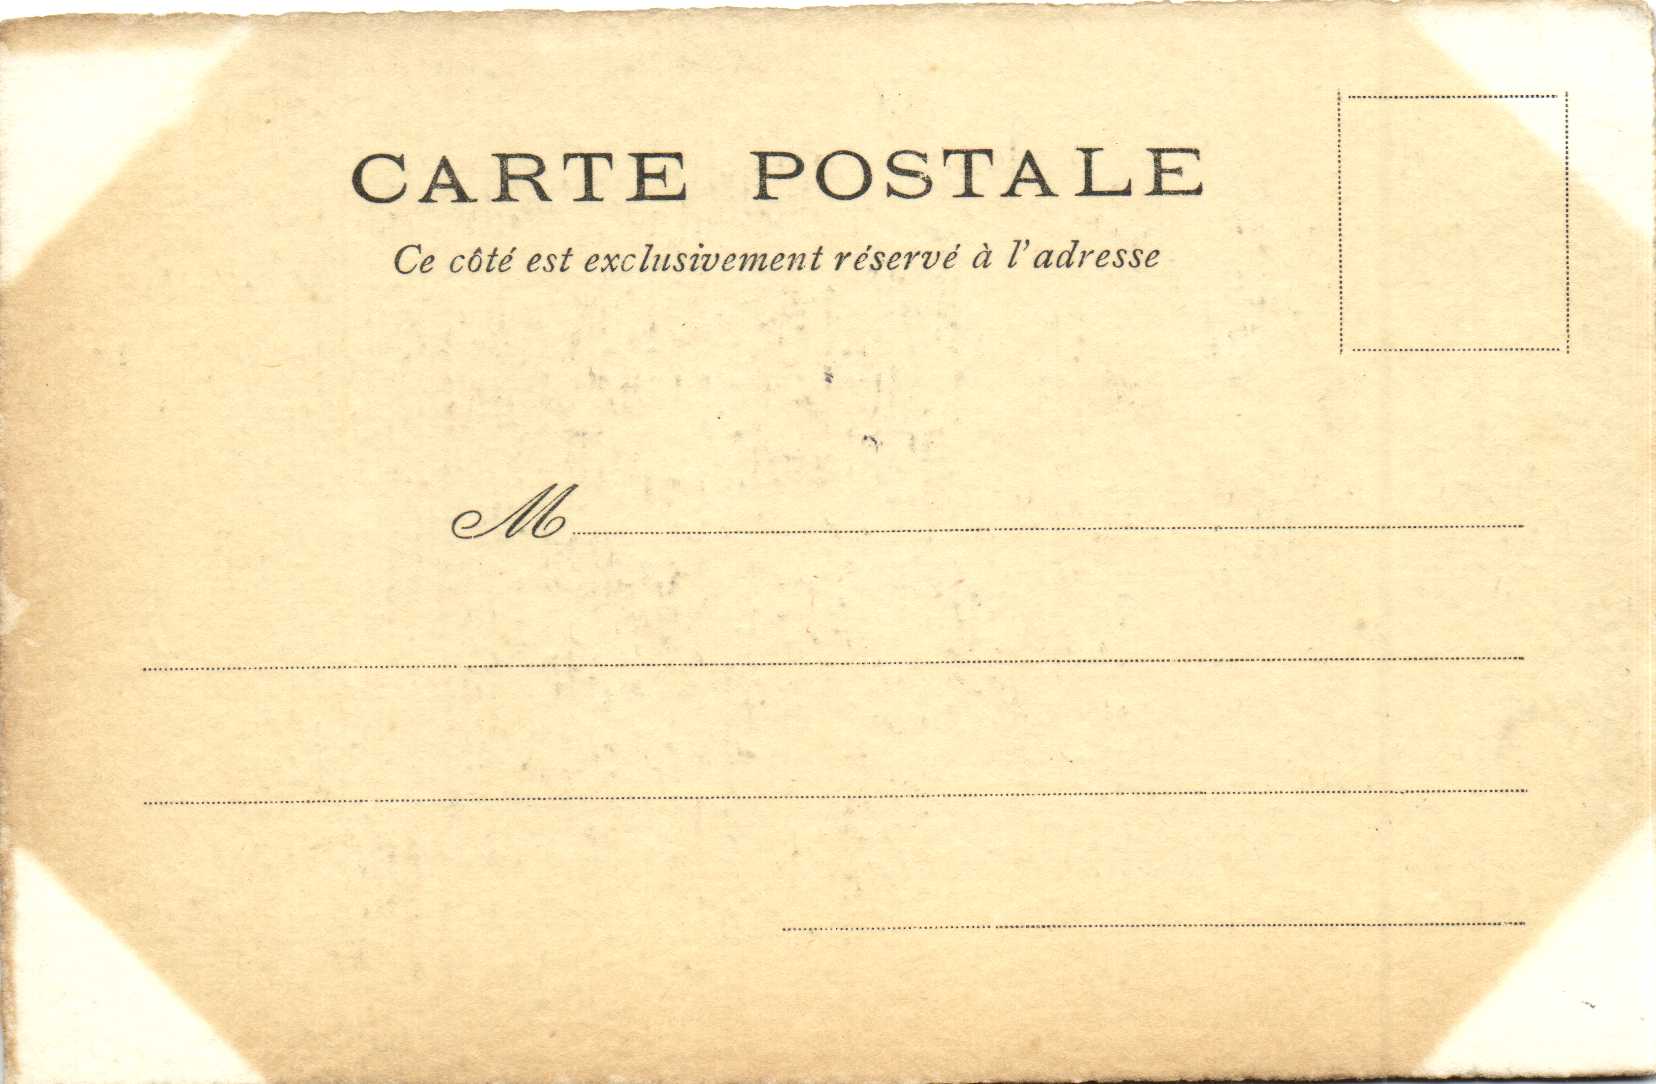 CARTE POSTALE
Ce côté est exclusivement réservé à l'adresse
M